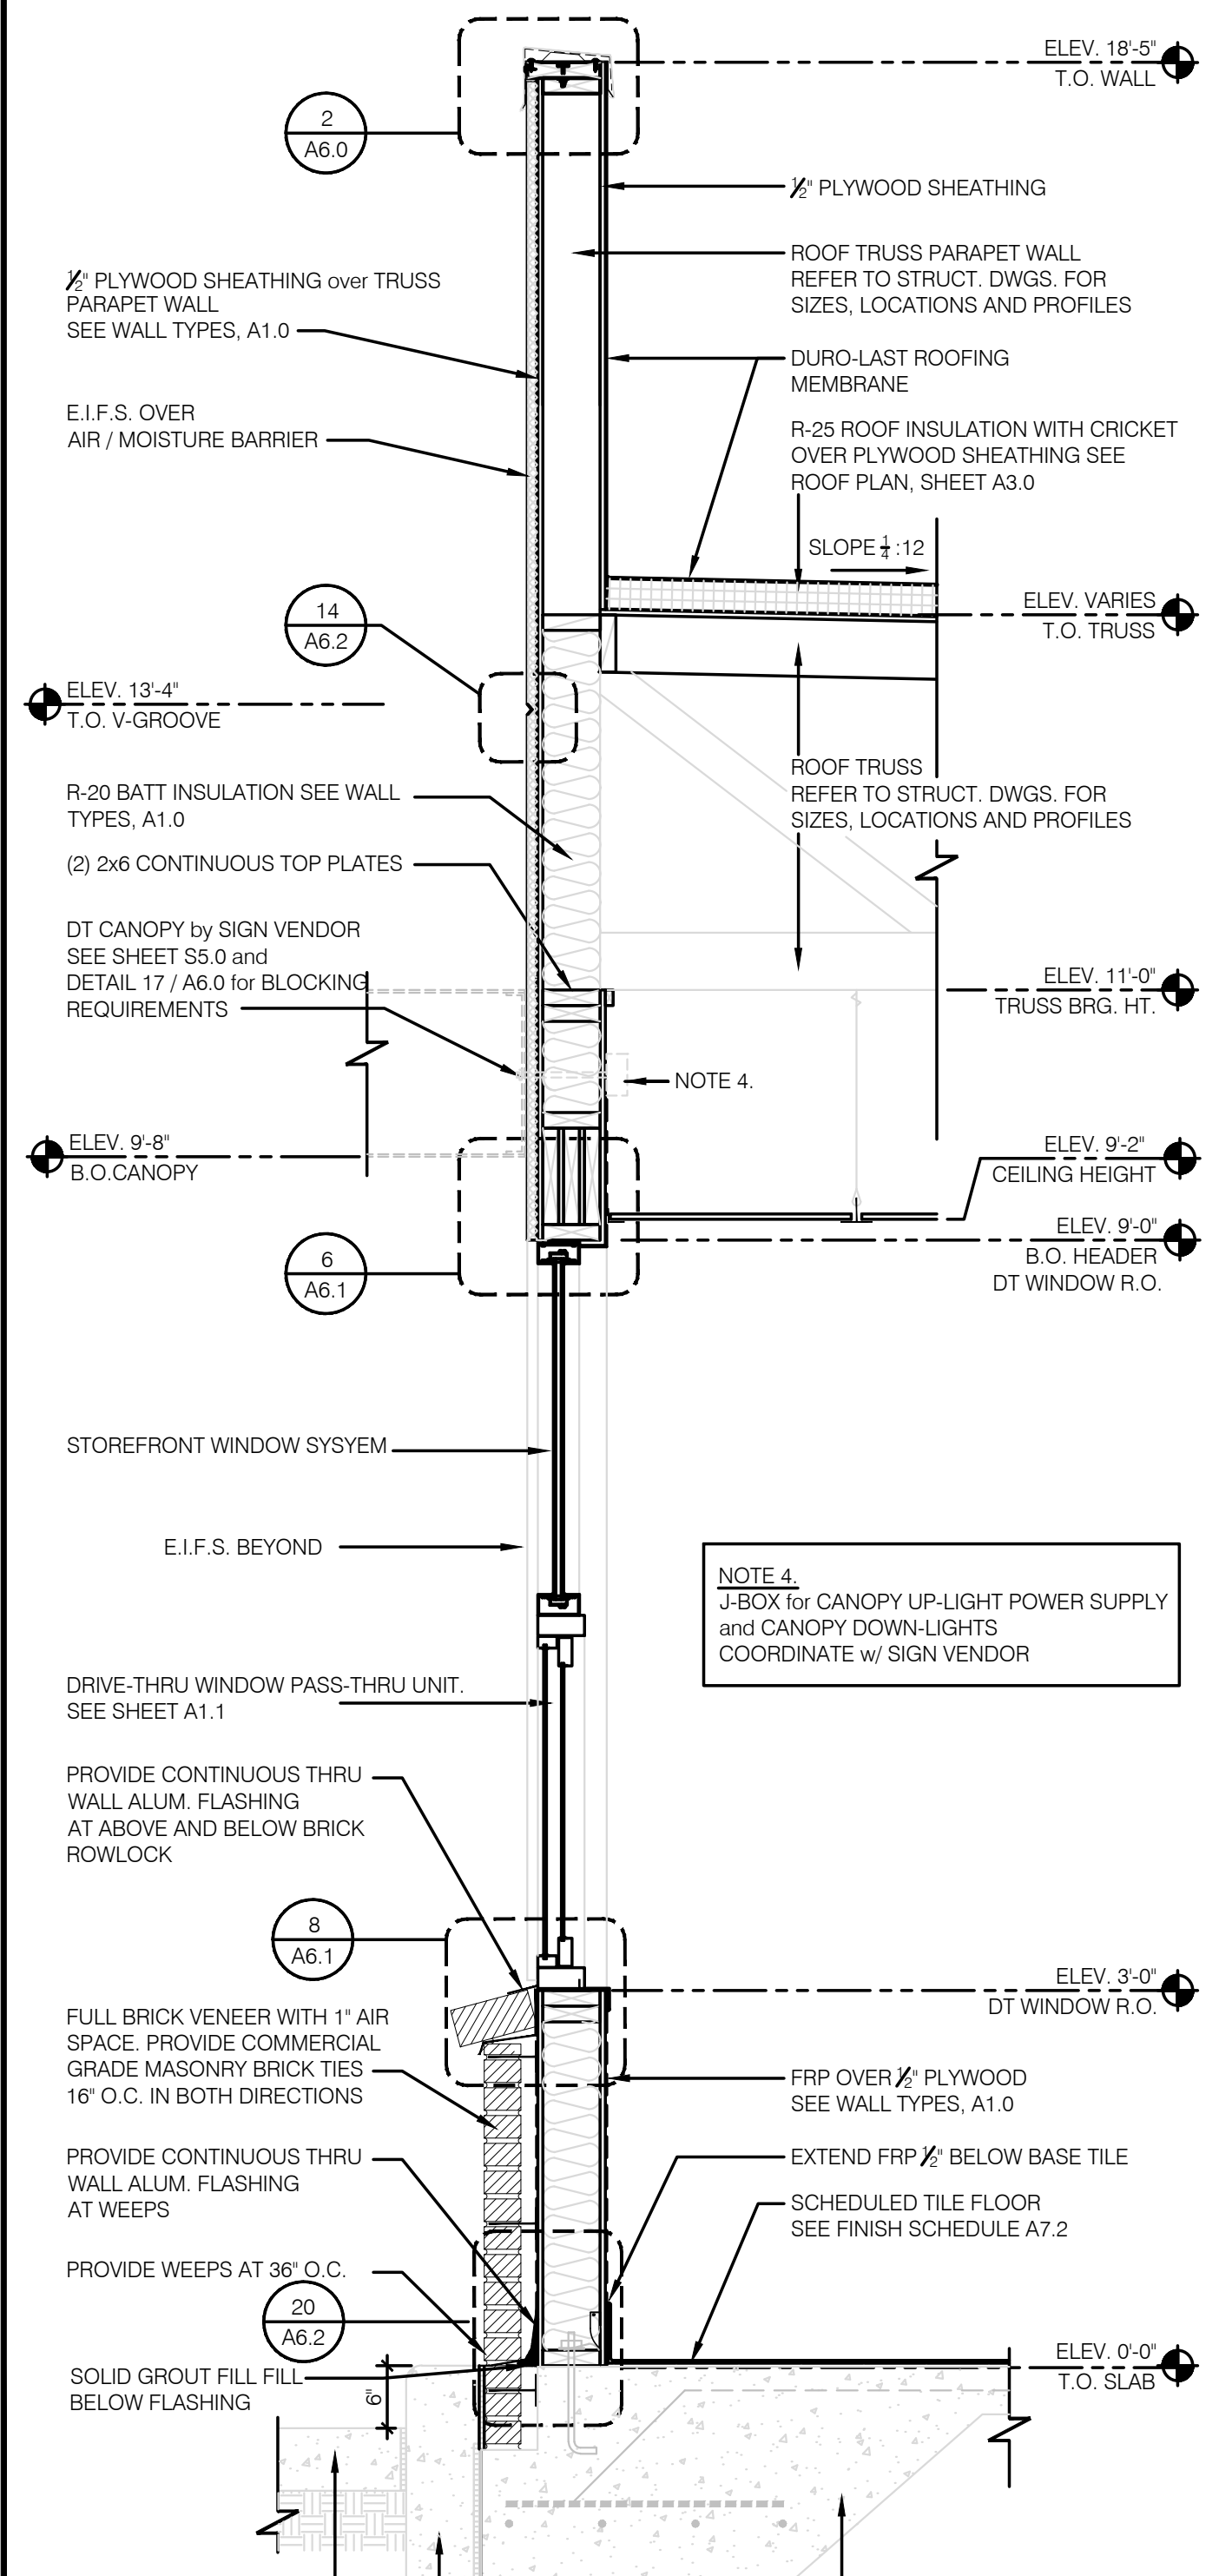 ELEV. 18'-5"
T.O. WALL
2
A6.0
½" PLYWOOD SHEATHING
ROOF TRUSS PARAPET WALL
REFER TO STRUCT. DWGS. FOR
SIZES, LOCATIONS AND PROFILES
½" PLYWOOD SHEATHING over TRUSS
PARAPET WALL
SEE WALL TYPES, A1.0
DURO-LAST ROOFING
MEMBRANE
E.I.F.S. OVER
AIR / MOISTURE BARRIER
R-25 ROOF INSULATION WITH CRICKET
OVER PLYWOOD SHEATHING SEE
ROOF PLAN, SHEET A3.0
SLOPE ¼ :12
14
A6.2
ELEV. VARIES
T.O. TRUSS
ELEV. 13'-4"
T.O. V-GROOVE
ROOF TRUSS
REFER TO STRUCT. DWGS. FOR
SIZES, LOCATIONS AND PROFILES
R-20 BATT INSULATION SEE WALL
TYPES, A1.0
(2) 2x6 CONTINUOUS TOP PLATES
DT CANOPY by SIGN VENDOR
SEE SHEET S5.0 and
DETAIL 17 / A6.0 for BLOCKING
REQUIREMENTS
ELEV. 11'-0"
TRUSS BRG. HT.
NOTE 4.
ELEV. 9'-8"
B.O.CANOPY
ELEV. 9'-2"
CEILING HEIGHT
ELEV. 9'-0"
B.O. HEADER
DT WINDOW R.O.
6
A6.1
STOREFRONT WINDOW SYSYEM
E.I.F.S. BEYOND
NOTE 4.
J-BOX for CANOPY UP-LIGHT POWER SUPPLY
and CANOPY DOWN-LIGHTS
COORDINATE w/ SIGN VENDOR
DRIVE-THRU WINDOW PASS-THRU UNIT.
SEE SHEET A1.1
PROVIDE CONTINUOUS THRU
WALL ALUM. FLASHING
AT ABOVE AND BELOW BRICK
ROWLOCK
8
A6.1
ELEV. 3'-0"
DT WINDOW R.O.
FULL BRICK VENEER WITH 1" AIR
SPACE. PROVIDE COMMERCIAL
GRADE MASONRY BRICK TIES
16" O.C. IN BOTH DIRECTIONS
FRP OVER ½" PLYWOOD
SEE WALL TYPES, A1.0
PROVIDE CONTINUOUS THRU
WALL ALUM. FLASHING
AT WEEPS
EXTEND FRP ½" BELOW BASE TILE
SCHEDULED TILE FLOOR
SEE FINISH SCHEDULE A7.2
PROVIDE WEEPS AT 36" O.C.
20
A6.2
ELEV. 0'-0"
T.O. SLAB
SOLID GROUT FILL FILL
BELOW FLASHING
6"